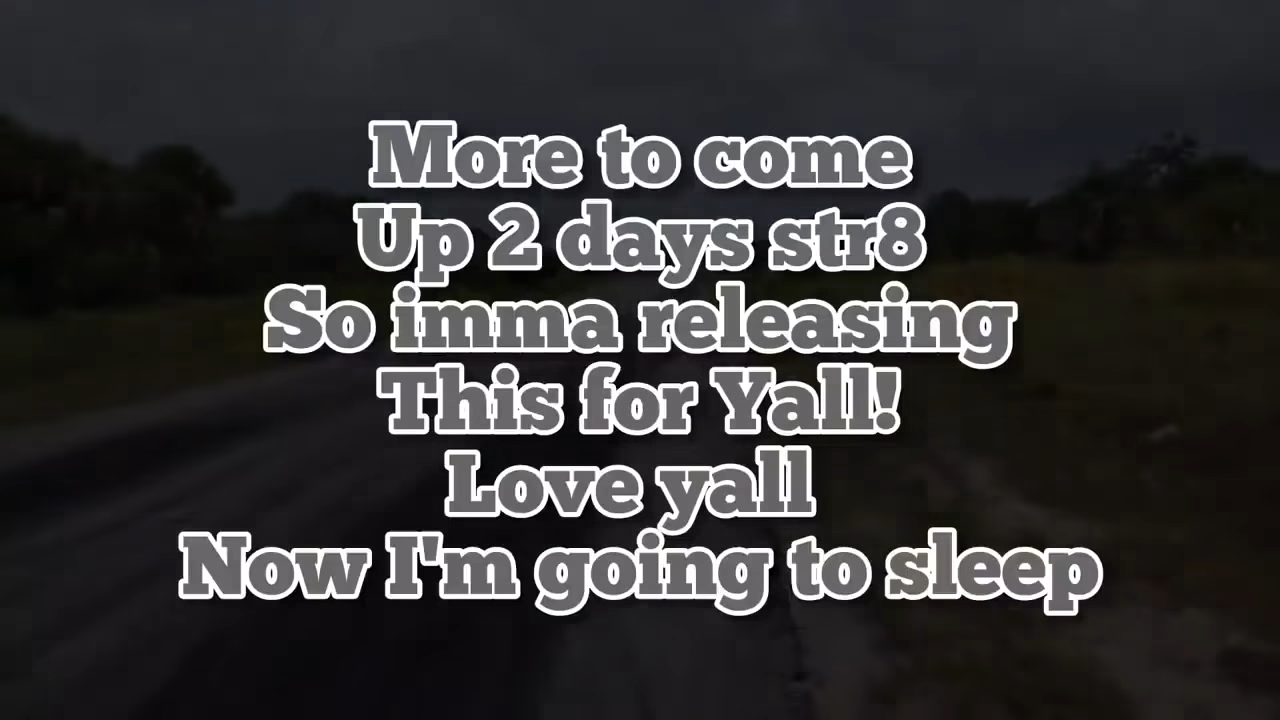 More to come
Up 2 days str8
So imma releasing
This for Yall!
Love yall
Now I'm going to sleep